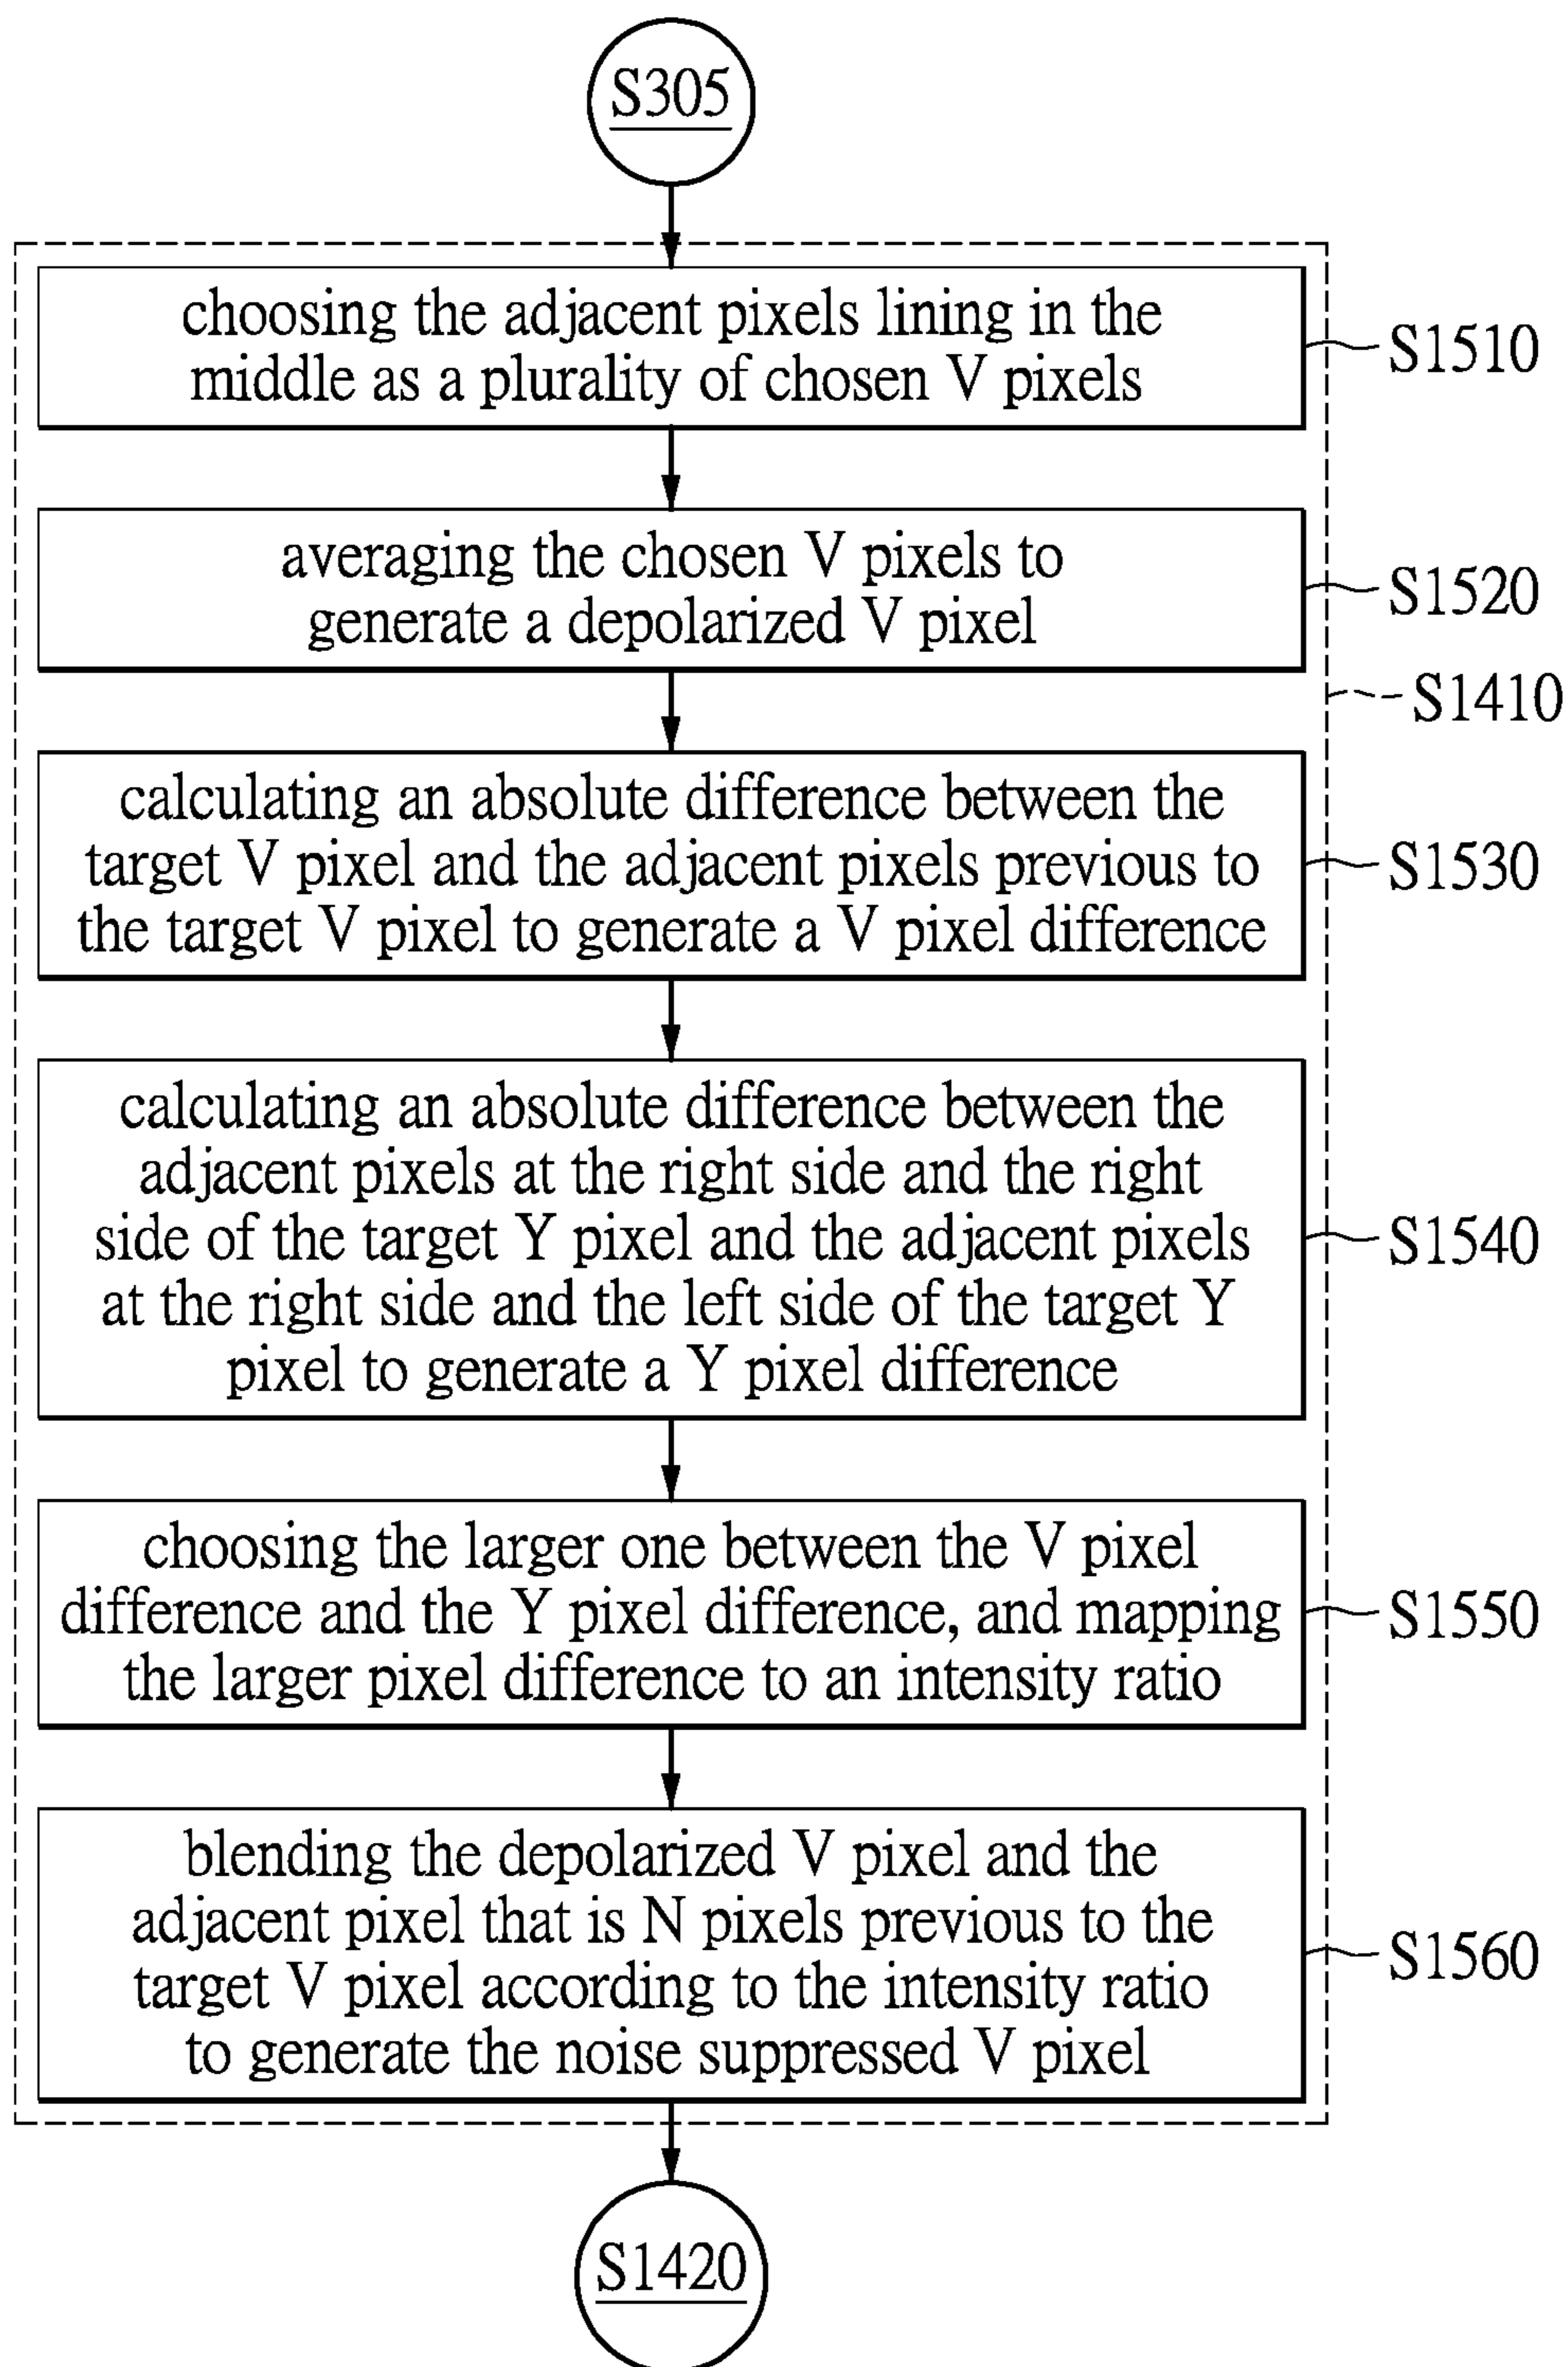 S305
choosing the adjacent pixels lining in the
middle as a plurality of chosen V pixels
S1510
averaging the chosen V pixels to
generate a depolarized V pixel
S1520
S1410
calculating an absolute difference between the
target V pixel and the adjacent pixels previous to
the target V pixel to generate a V pixel difference
S1530
calculating an absolute difference between the
adjacent pixels at the right side and the right
side of the target Y pixel and the adjacent pixels
at the right side and the left side of the target Y
pixel to generate a Y pixel difference
S1540
choosing the larger one between the V pixel
difference and the Y pixel difference, and mapping
the larger pixel difference to an intensity ratio
S1550
blending the depolarized V pixel and the
adjacent pixel that is N pixels previous to the
target V pixel according to the intensity ratio
to generate the noise suppressed V pixel
S1560
S1420